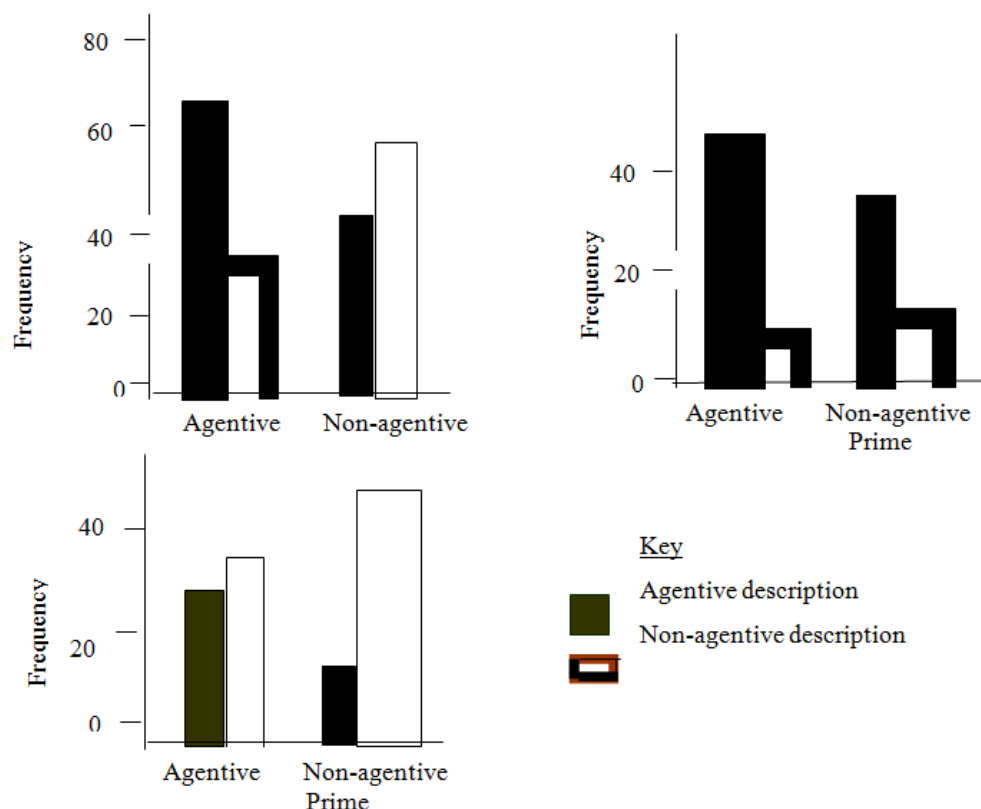 80
60
40
20
0
Frequency
Agentive
Non-agentive
40
20
0
Frequency
Agentive
Non-agentive
Prime
40
20
0
Frequency
Agentive
Non-agentive
Prime
Key
Agentive description
Non-agentive description